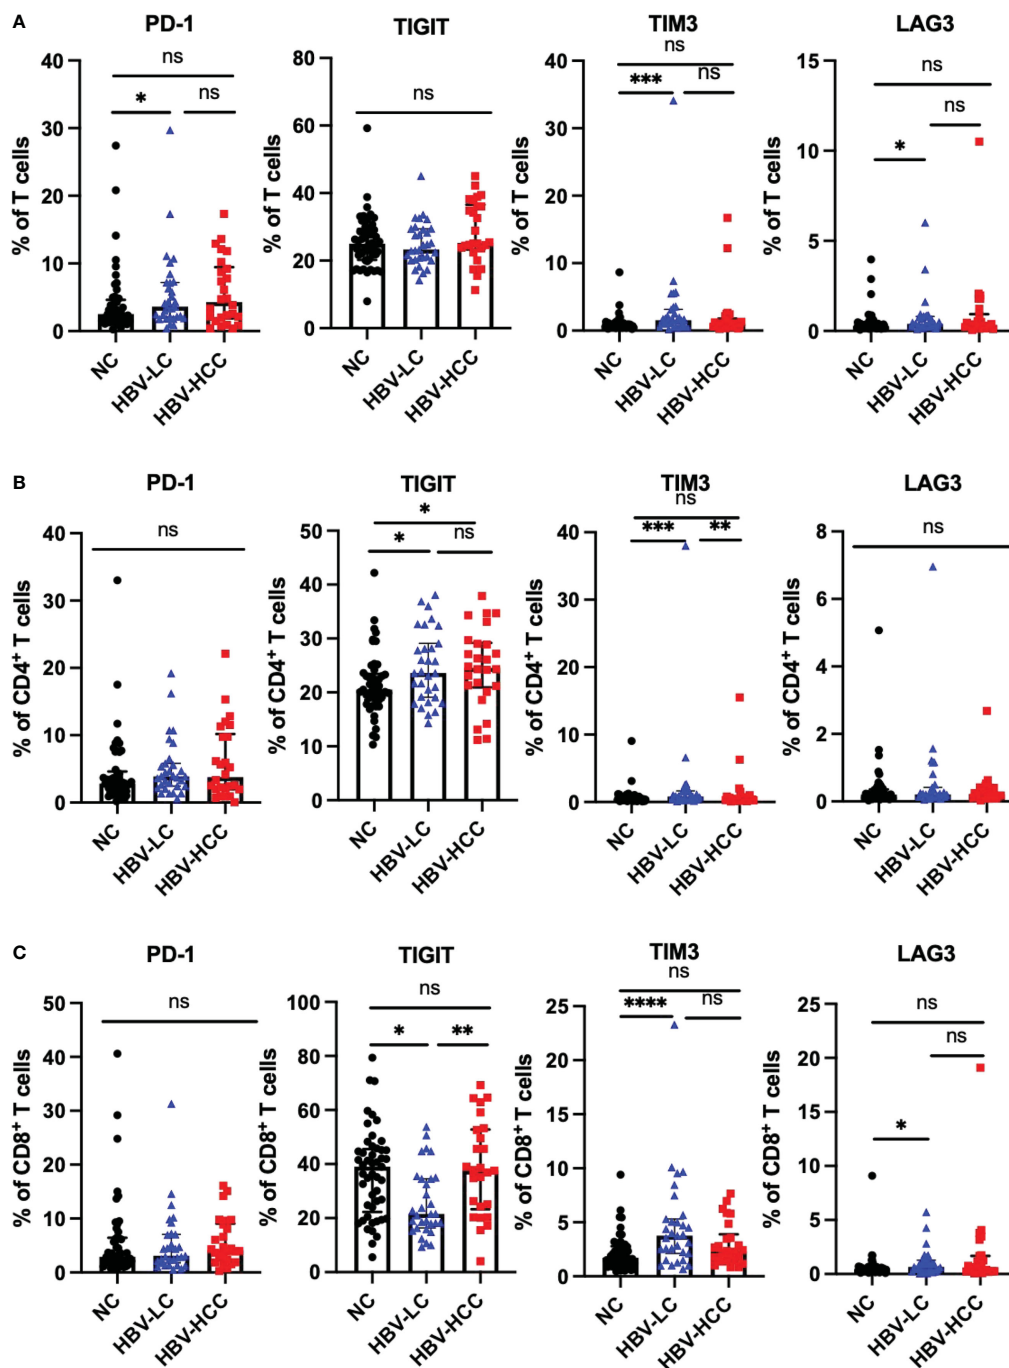 A
PD-1
TIGIT
TIM3
LAG3
% of T cells
40
30
20
10
0
ns
*
ns
NC
HBV-LC
HBV-HCC
% of T cells
80
60
40
20
0
ns
NC
HBV-LC
HBV-HCC
% of T cells
40
30
20
10
0
ns
***
ns
NC
HBV-LC
HBV-HCC
% of T cells
15
10
5
0
ns
ns
*
NC
HBV-LC
HBV-HCC
B
PD-1
TIGIT
TIM3
LAG3
% of CD4+ T cells
40
30
20
10
0
ns
NC
HBV-LC
HBV-HCC
% of CD4+ T cells
50
40
30
20
10
0
*
*
ns
NC
HBV-LC
HBV-HCC
% of CD4+ T cells
40
30
20
10
0
ns
***
**
NC
HBV-LC
HBV-HCC
% of CD4+ T cells
8
6
4
2
0
ns
NC
HBV-LC
HBV-HCC
C
PD-1
TIGIT
TIM3
LAG3
% of CD8+ T cells
50
40
30
20
10
0
ns
NC
HBV-LC
HBV-HCC
% of CD8+ T cells
100
80
60
40
20
0
ns
*
**
NC
HBV-LC
HBV-HCC
% of CD8+ T cells
25
20
15
10
5
0
ns
****
ns
NC
HBV-LC
HBV-HCC
% of CD8+ T cells
25
20
15
10
5
0
ns
ns
*
NC
HBV-LC
HBV-HCC